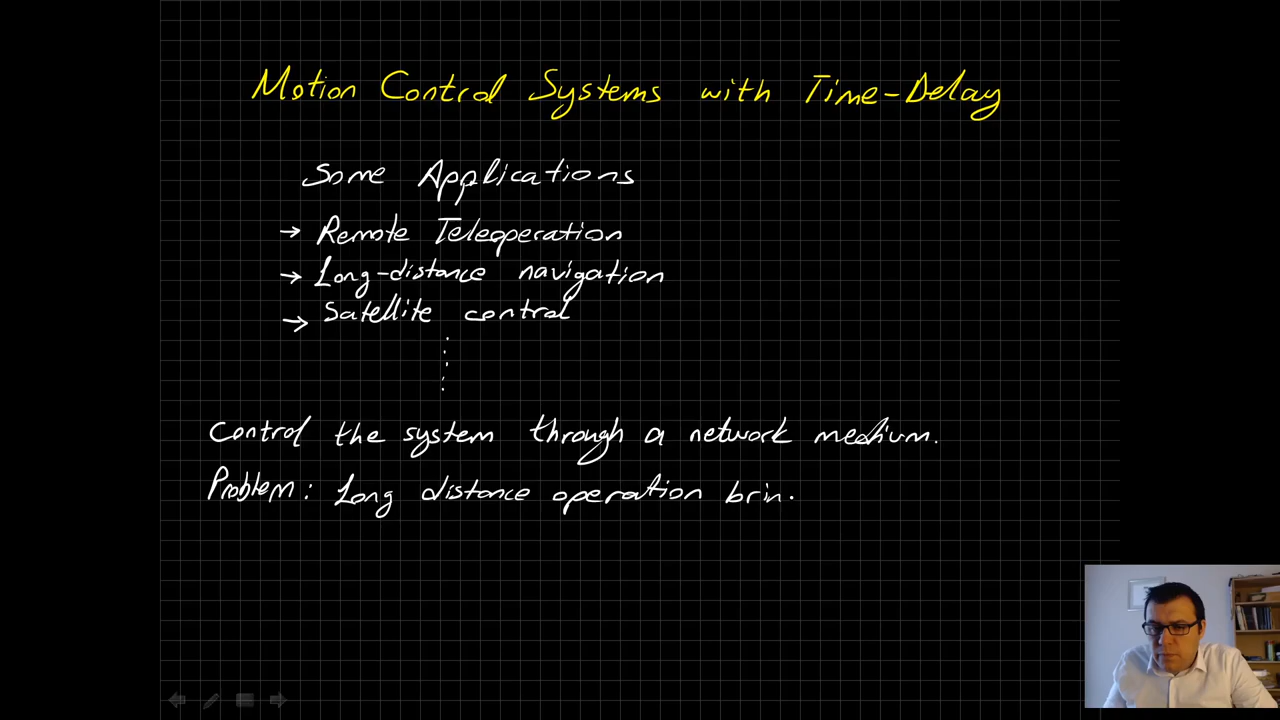 Motion Control Systems with Time-Delay
Some Applications
→ Remote Teleoperation
→ Long-distance navigation
→ Satellite control
Control the system through a network medium.
Problem: Long distance operation brin